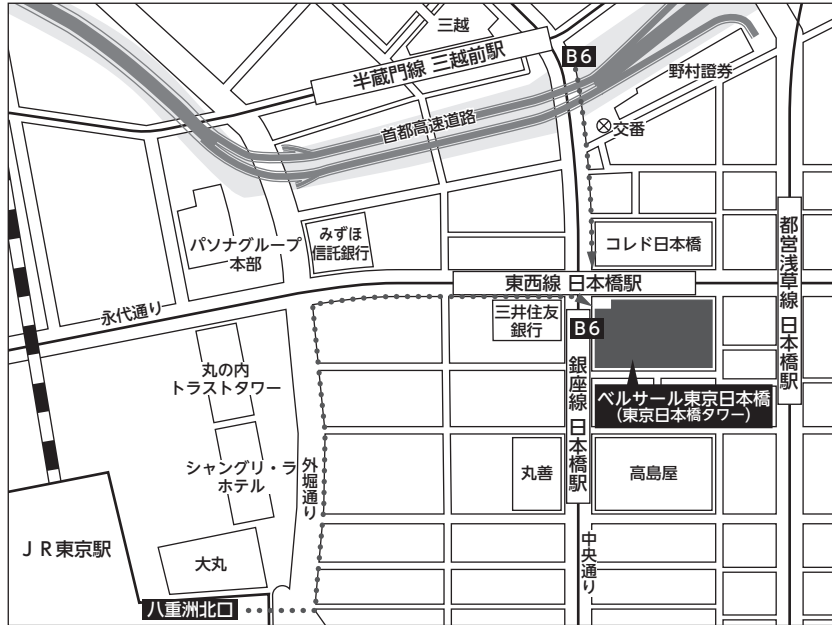 三越
半蔵門線 三越前駅
B6
野村證券
首都高速道路
交番
パソナグループ
本部
みずほ
信託銀行
コレド日本橋
都営浅草線 日本橋駅
東西線 日本橋駅
永代通り
三井住友
銀行
B6
丸の内
トラストタワー
銀座線 日本橋駅
ベルサール東京日本橋
(東京日本橋タワー)
シャングリ・ラ
ホテル
外堀通り
丸善
高島屋
JR東京駅
大丸
中央通り
八重洲北口